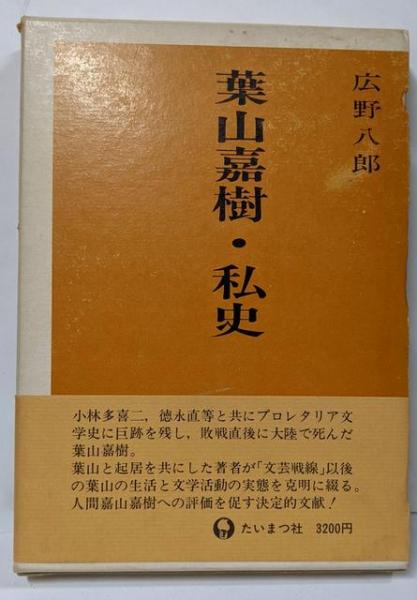 広野八郎
葉山嘉樹・私史
小林多喜二，徳永直等と共にプロレタリア文
学史に巨跡を残し，敗戦直後に大陸で死んだ
葉山嘉樹。
葉山と起居を共にした著者が「文芸戦線」以後
の葉山の生活と文学活動の実態を克明に綴る。
人間嘉山嘉樹への評価を促す決定的文献！
たいまつ社 3200円